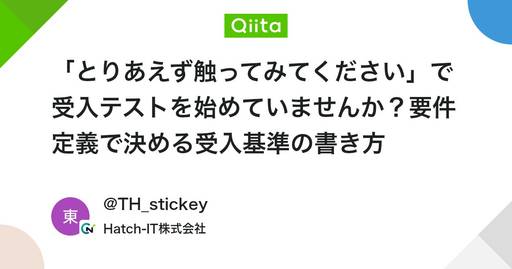 Qiita
「とりあえず触ってみてください」で
受入テストを始めていませんか？要件
定義で決める受入基準の書き方
東
@TH_stickey
Hatch-IT株式会社